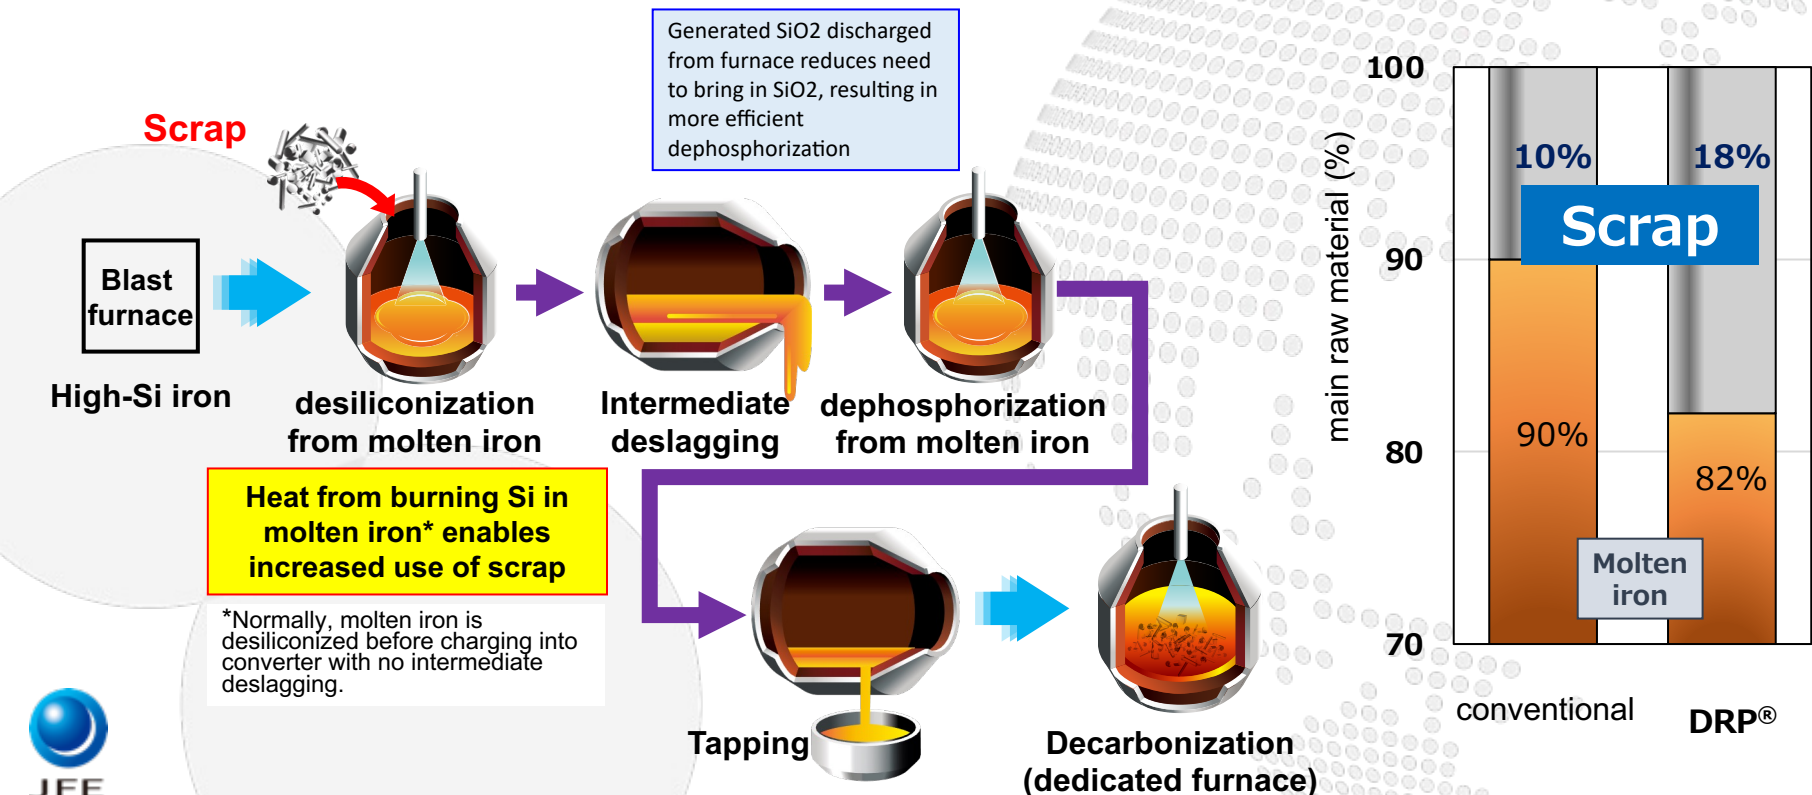 Generated SiO2 discharged
from furnace reduces need
to bring in SiO2, resulting in
more efficient
dephosphorization
Scrap
Blast
furnace
High-Si iron
desiliconization
from molten iron
Intermediate
deslagging
dephosphorization
from molten iron
Heat from burning Si in
molten iron* enables
increased use of scrap
*Normally, molten iron is
desiliconized before charging into
converter with no intermediate
deslagging.
Tapping
Decarbonization
(dedicated furnace)
JFE
main raw material (%)
100
90
80
70
10%
18%
Scrap
90%
82%
Molten
iron
conventional
DRP®